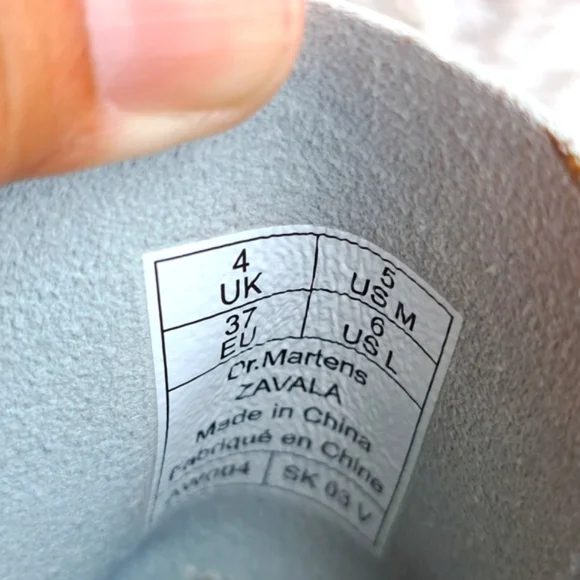 4 UK
5 US M
37 EU
6 US L
Dr.Martens
ZAVALA
Made in China
Fabriqué en Chine
AW004 SK 03 V